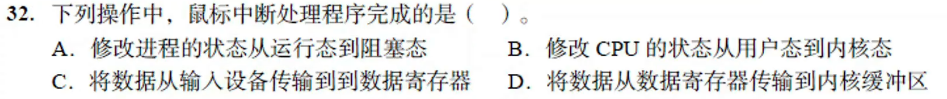 32. 下列操作中，鼠标中断处理程序完成的是（ ）。
A. 修改进程的状态从运行态到阻塞态 B. 修改 CPU 的状态从用户态到内核态
C. 将数据从输入设备传输到到数据寄存器 D. 将数据从数据寄存器传输到内核缓冲区